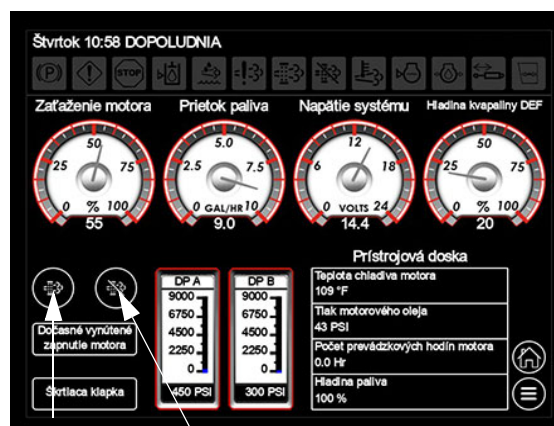 Štvrtok 10:58 DOPOLUDNIA
(P) STOP
Zaťaženie motora Prietok paliva Napätie systému Hladina kvapaliny DEF
50 5.0 12 50
25 75 2.5 7.5 6 18 25 75
0 % 100 0 GAL/HR 10 0 VOLTS 24 0 % 100
55 9.0 14.4 20
Prístrojová doska
DP A DP B
9000 9000
6750 6750
4500 4500
2250 2250
0 0
450 PSI 300 PSI
Teplota chladiva motora
109 °F
Tlak motorového oleja
43 PSI
Počet prevádzkových hodín motora
0.0 Hr
Hladina paliva
100 %
Dočasné vynútené
zapnutie motora
Škrtiaca klapka